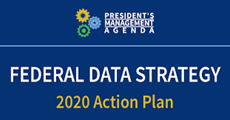 PRESIDENT'S
MANAGEMENT
AGENDA
FEDERAL DATA STRATEGY
2020 Action Plan